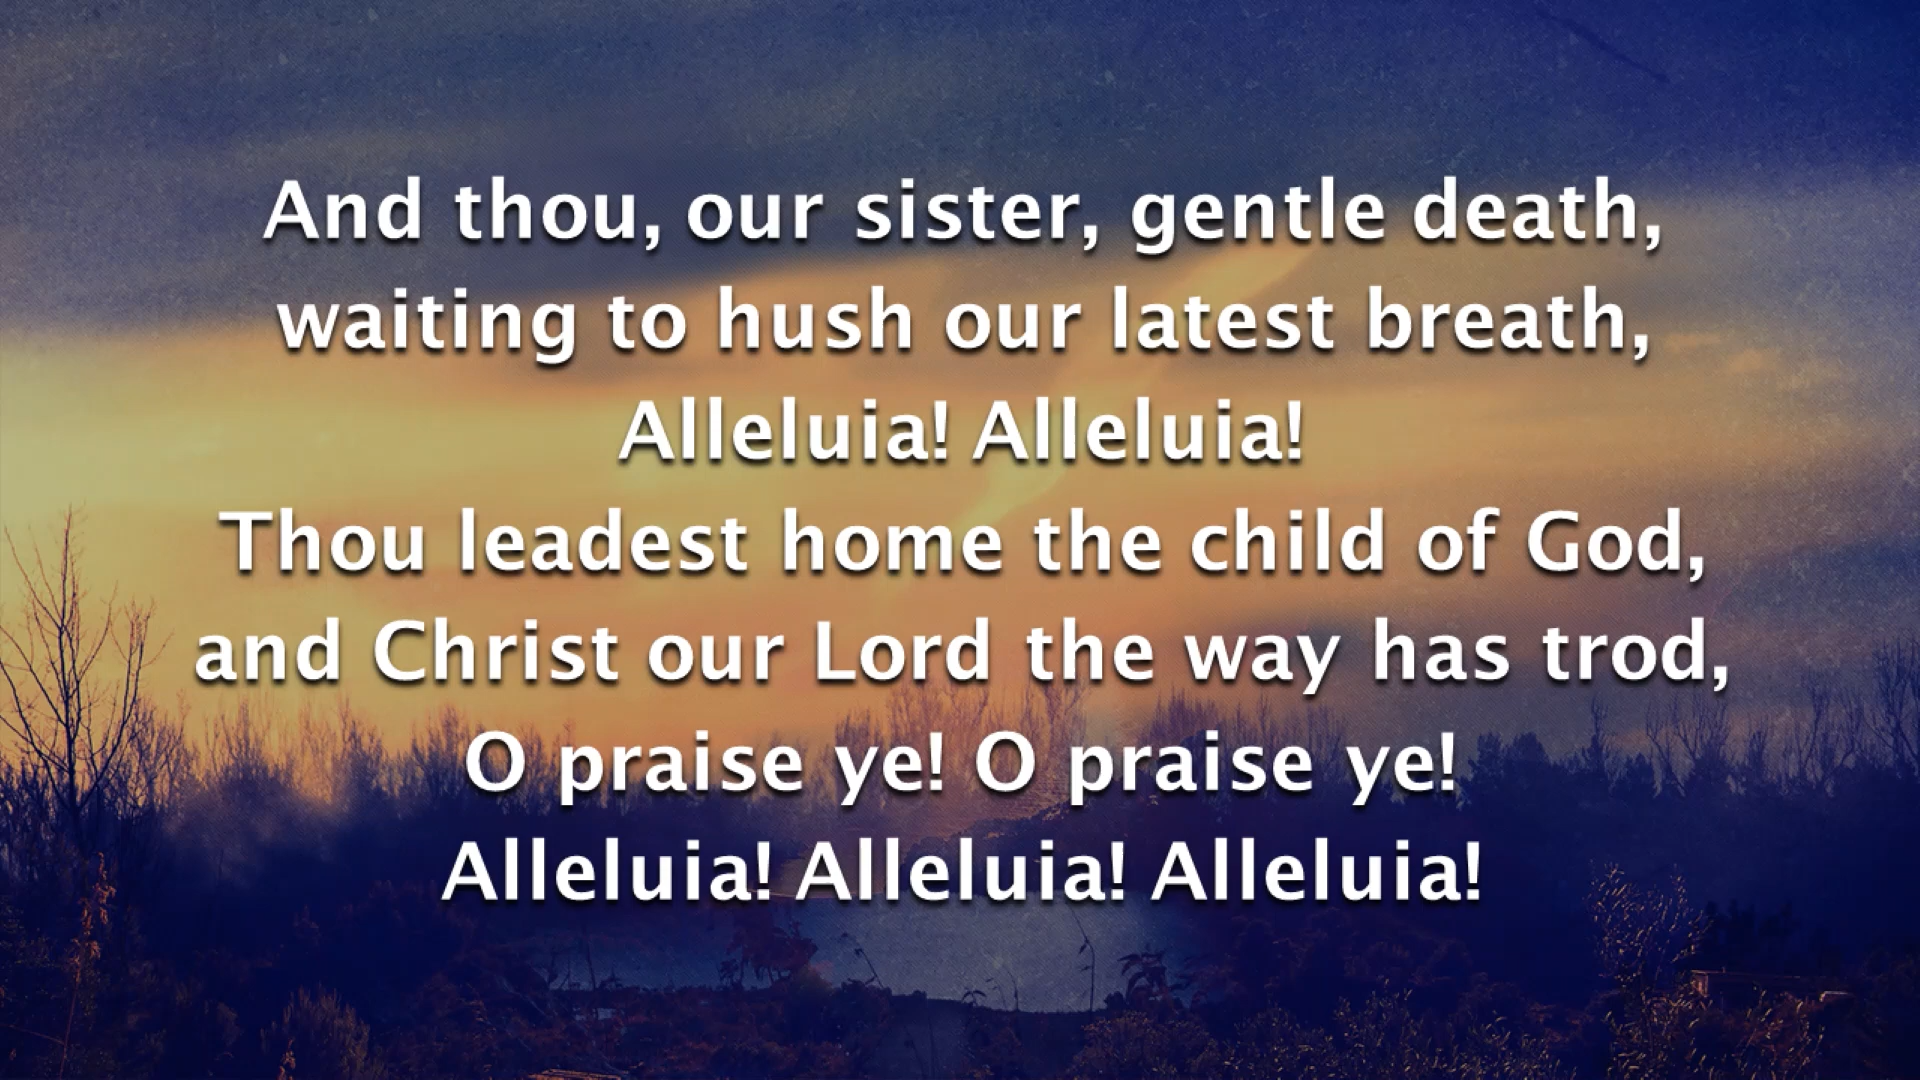 And thou, our sister, gentle death,
waiting to hush our latest breath,
Alleluia! Alleluia!
Thou leadest home the child of God,
and Christ our Lord the way has trod,
O praise ye! O praise ye!
Alleluia! Alleluia! Alleluia!